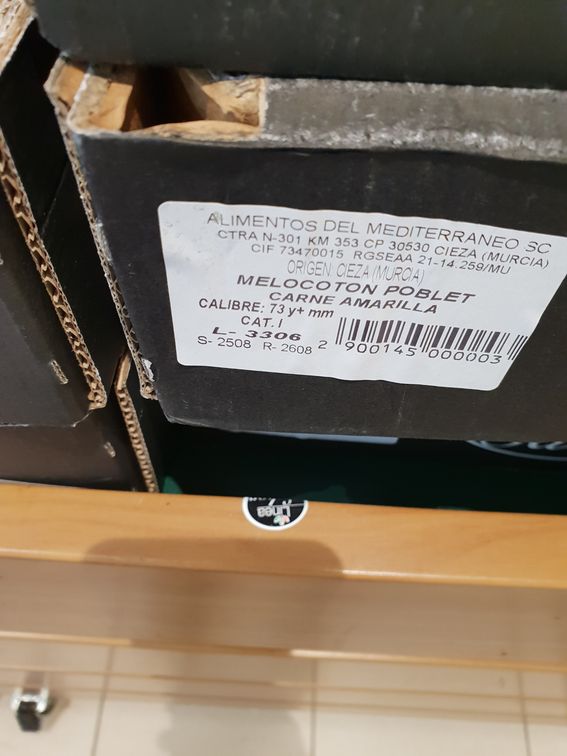 ALIMENTOS DEL MEDITERRANEO SC
CTRA N-301 KM 353 CP 30530 CIEZA (MURCIA)
CIF 73470015 RGSEAA 21-14.259/MU
ORIGEN: CIEZA (MURCIA)
MELOCOTON POBLET
CARNE AMARILLA
CALIBRE: 73 y+ mm
CAT. I
L- 3306
S- 2508 R- 2608
2 900145 000003
Linea